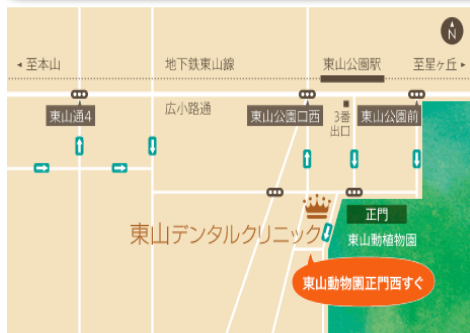 N
至本山
地下鉄東山線
東山公園駅
至星ヶ丘
東山通4
広小路通
東山公園口西
3番
出口
東山公園前
正門
東山動植物園
東山デンタルクリニック
東山動物園正門西すぐ